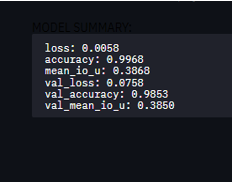 MODEL SUMMARY:
loss: 0.0058
accuracy: 0.9968
mean_io_u: 0.3868
val_loss: 0.0758
val_accuracy: 0.9853
val_mean_io_u: 0.3850